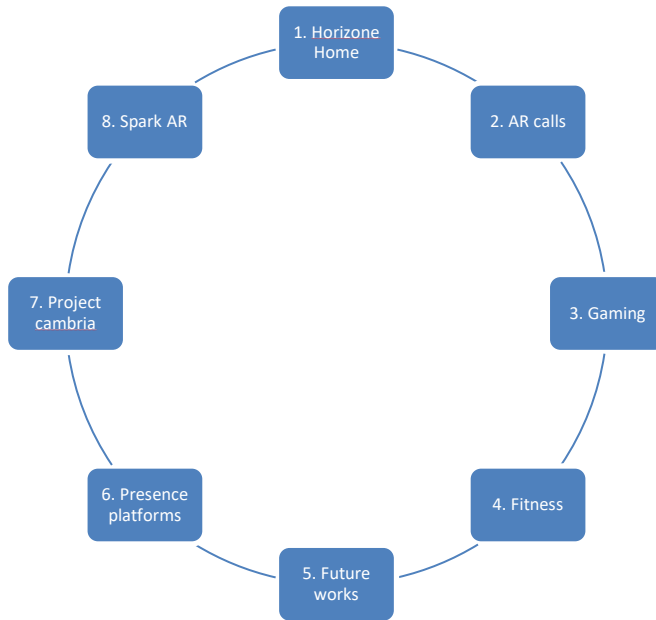 1. Horizone
Home
2. AR calls
3. Gaming
4. Fitness
5. Future
works
6. Presence
platforms
7. Project
cambria
8. Spark AR